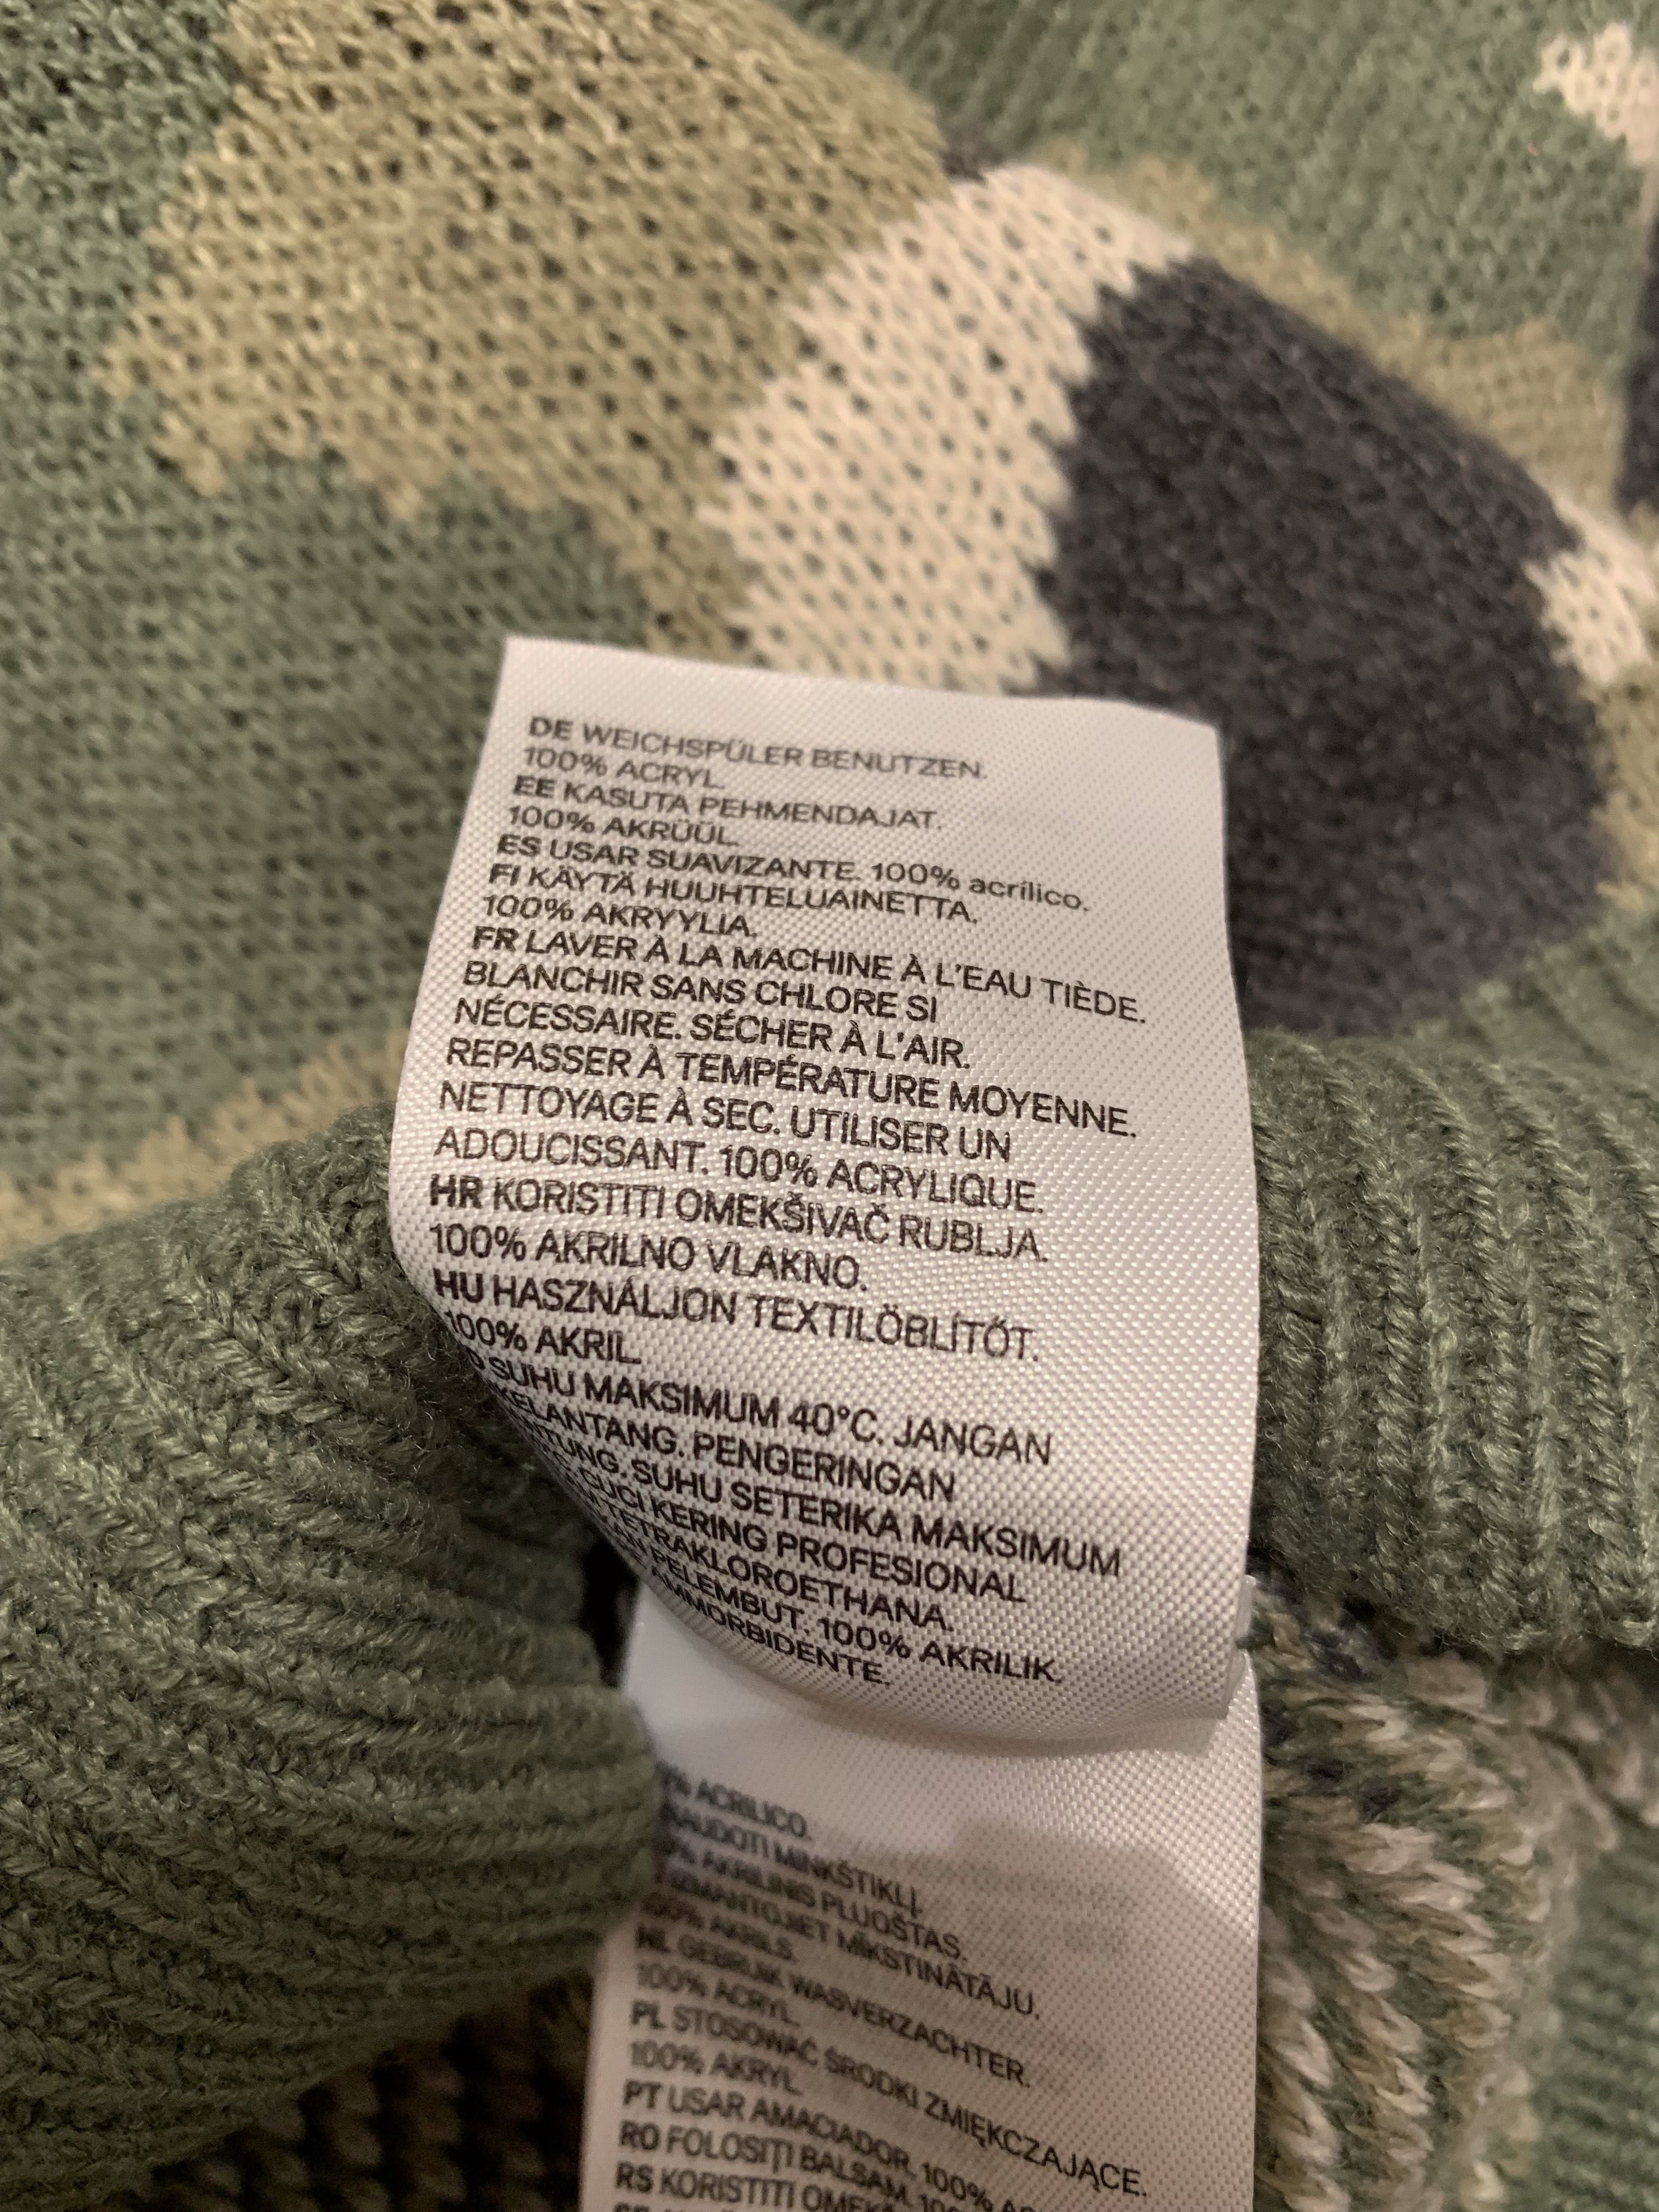 DE WEICHSPÜLER BENUTZEN.
100% ACRYL.
EE KASUTA PEHMENDAJAT.
100% AKRÜÜL.
ES USAR SUAVIZANTE. 100% acrílico.
FI KÄYTÄ HUUHTELUAINETTA.
100% AKRYYLIA.
FR LAVER À LA MACHINE À L'EAU TIÈDE.
BLANCHIR SANS CHLORE SI
NÉCESSAIRE. SÉCHER À L'AIR.
REPASSER À TEMPÉRATURE MOYENNE.
NETTOYAGE À SEC. UTILISER UN
ADOUCISSANT. 100% ACRYLIQUE.
HR KORISTITI OMEKŠIVAČ RUBLJA.
100% AKRILNO VLAKNO.
HU HASZNÁLJON TEXTILÖBLÍTŐT.
100% AKRIL.
SUHU MAKSIMUM 40°C. JANGAN
PENGERINGAN
SUHU SETERIKA MAKSIMUM
CUCI KERING PROFESIONAL
TETRAKLOROETHANA.
PELEMBUT. 100% AKRILIK.
AMMORBIDENTE.
ACRILICO.
MINKŠTIKLĮ.
AKRILINIS PLUOŠTAS.
MĪKSTINĀTĀJU.
100% AKRILS.
NL GEBRUIK WASVERZACHTER.
100% ACRYL.
PL STOSOWAĆ ŚRODKI ZMIĘKCZAJĄCE.
100% AKRYL.
PT USAR AMACIADOR. 100%
RO FOLOSIȚI BALSAM.
RS KORISTITI